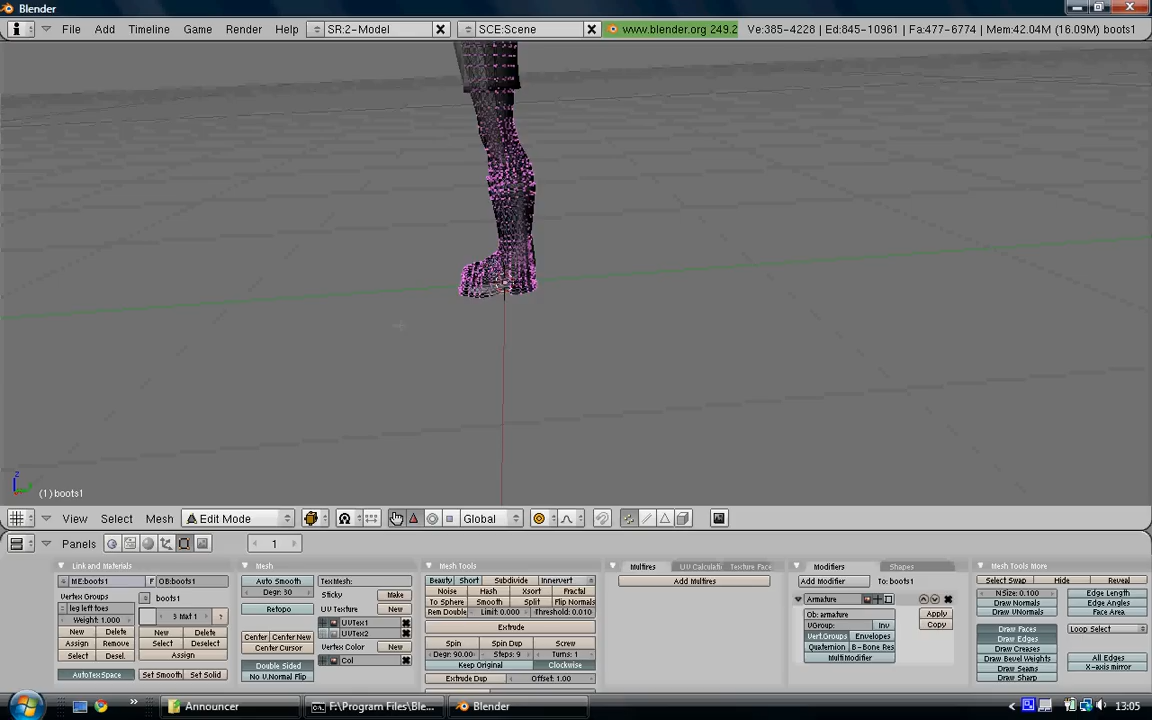 Blender
File Add Timeline Game Render Help SR:2-Model SCE:Scene www.blender.org 249.2 Ve:385-4228 | Ed:845-10961 | Fa:477-6774 | Mem:42.04M (16.09M) boots1
z
(1) boots1
View Select Mesh Edit Mode Global
Panels 1
Link and Materials Mesh Mesh Tools Multires UV Calculati Texture Face Modifiers Shapes Mesh Tools More
ME:boots1 F OB:boots1 Auto Smooth TexMesh: Beauty Short Subdivide Innervert Add Multires Add Modifier To: boots1 Select Swap Hide Reveal
Vertex Groups boots1 Degr: 30 Sticky Make Noise Hash Xsort Fractal Armature NSize: 0.100 Edge Length
leg left toes Retopo UV Texture New To Sphere Smooth Split Flip Normals Ob: armature Apply Draw Normals Edge Angles
Weight: 1.000 3 Mat 1 ? UVTex1 Rem Double Limit: 0.000 Threshold: 0.010 VGroup: Inv Copy Draw VNormals Face Area
New Delete New Delete Center Center New UVTex2 Extrude Vert.Groups Envelopes Draw Faces Loop Select
Assign Remove Select Deselect Center Cursor Vertex Color New Spin Spin Dup Screw Quaternion B-Bone Res Draw Edges
Select Desel. Assign Double Sided Col Degr: 90.00 Steps: 9 Turns: 1 MultiModifier Draw Creases
AutoTexSpace Set Smooth Set Solid No V.Normal Flip Keep Original Clockwise Draw Bevel Weights All Edges
Extrude Dup Offset: 1.00 Draw Seams X-axis mirror
Draw Sharp
Announcer F:\Program Files\Ble... Blender 13:05